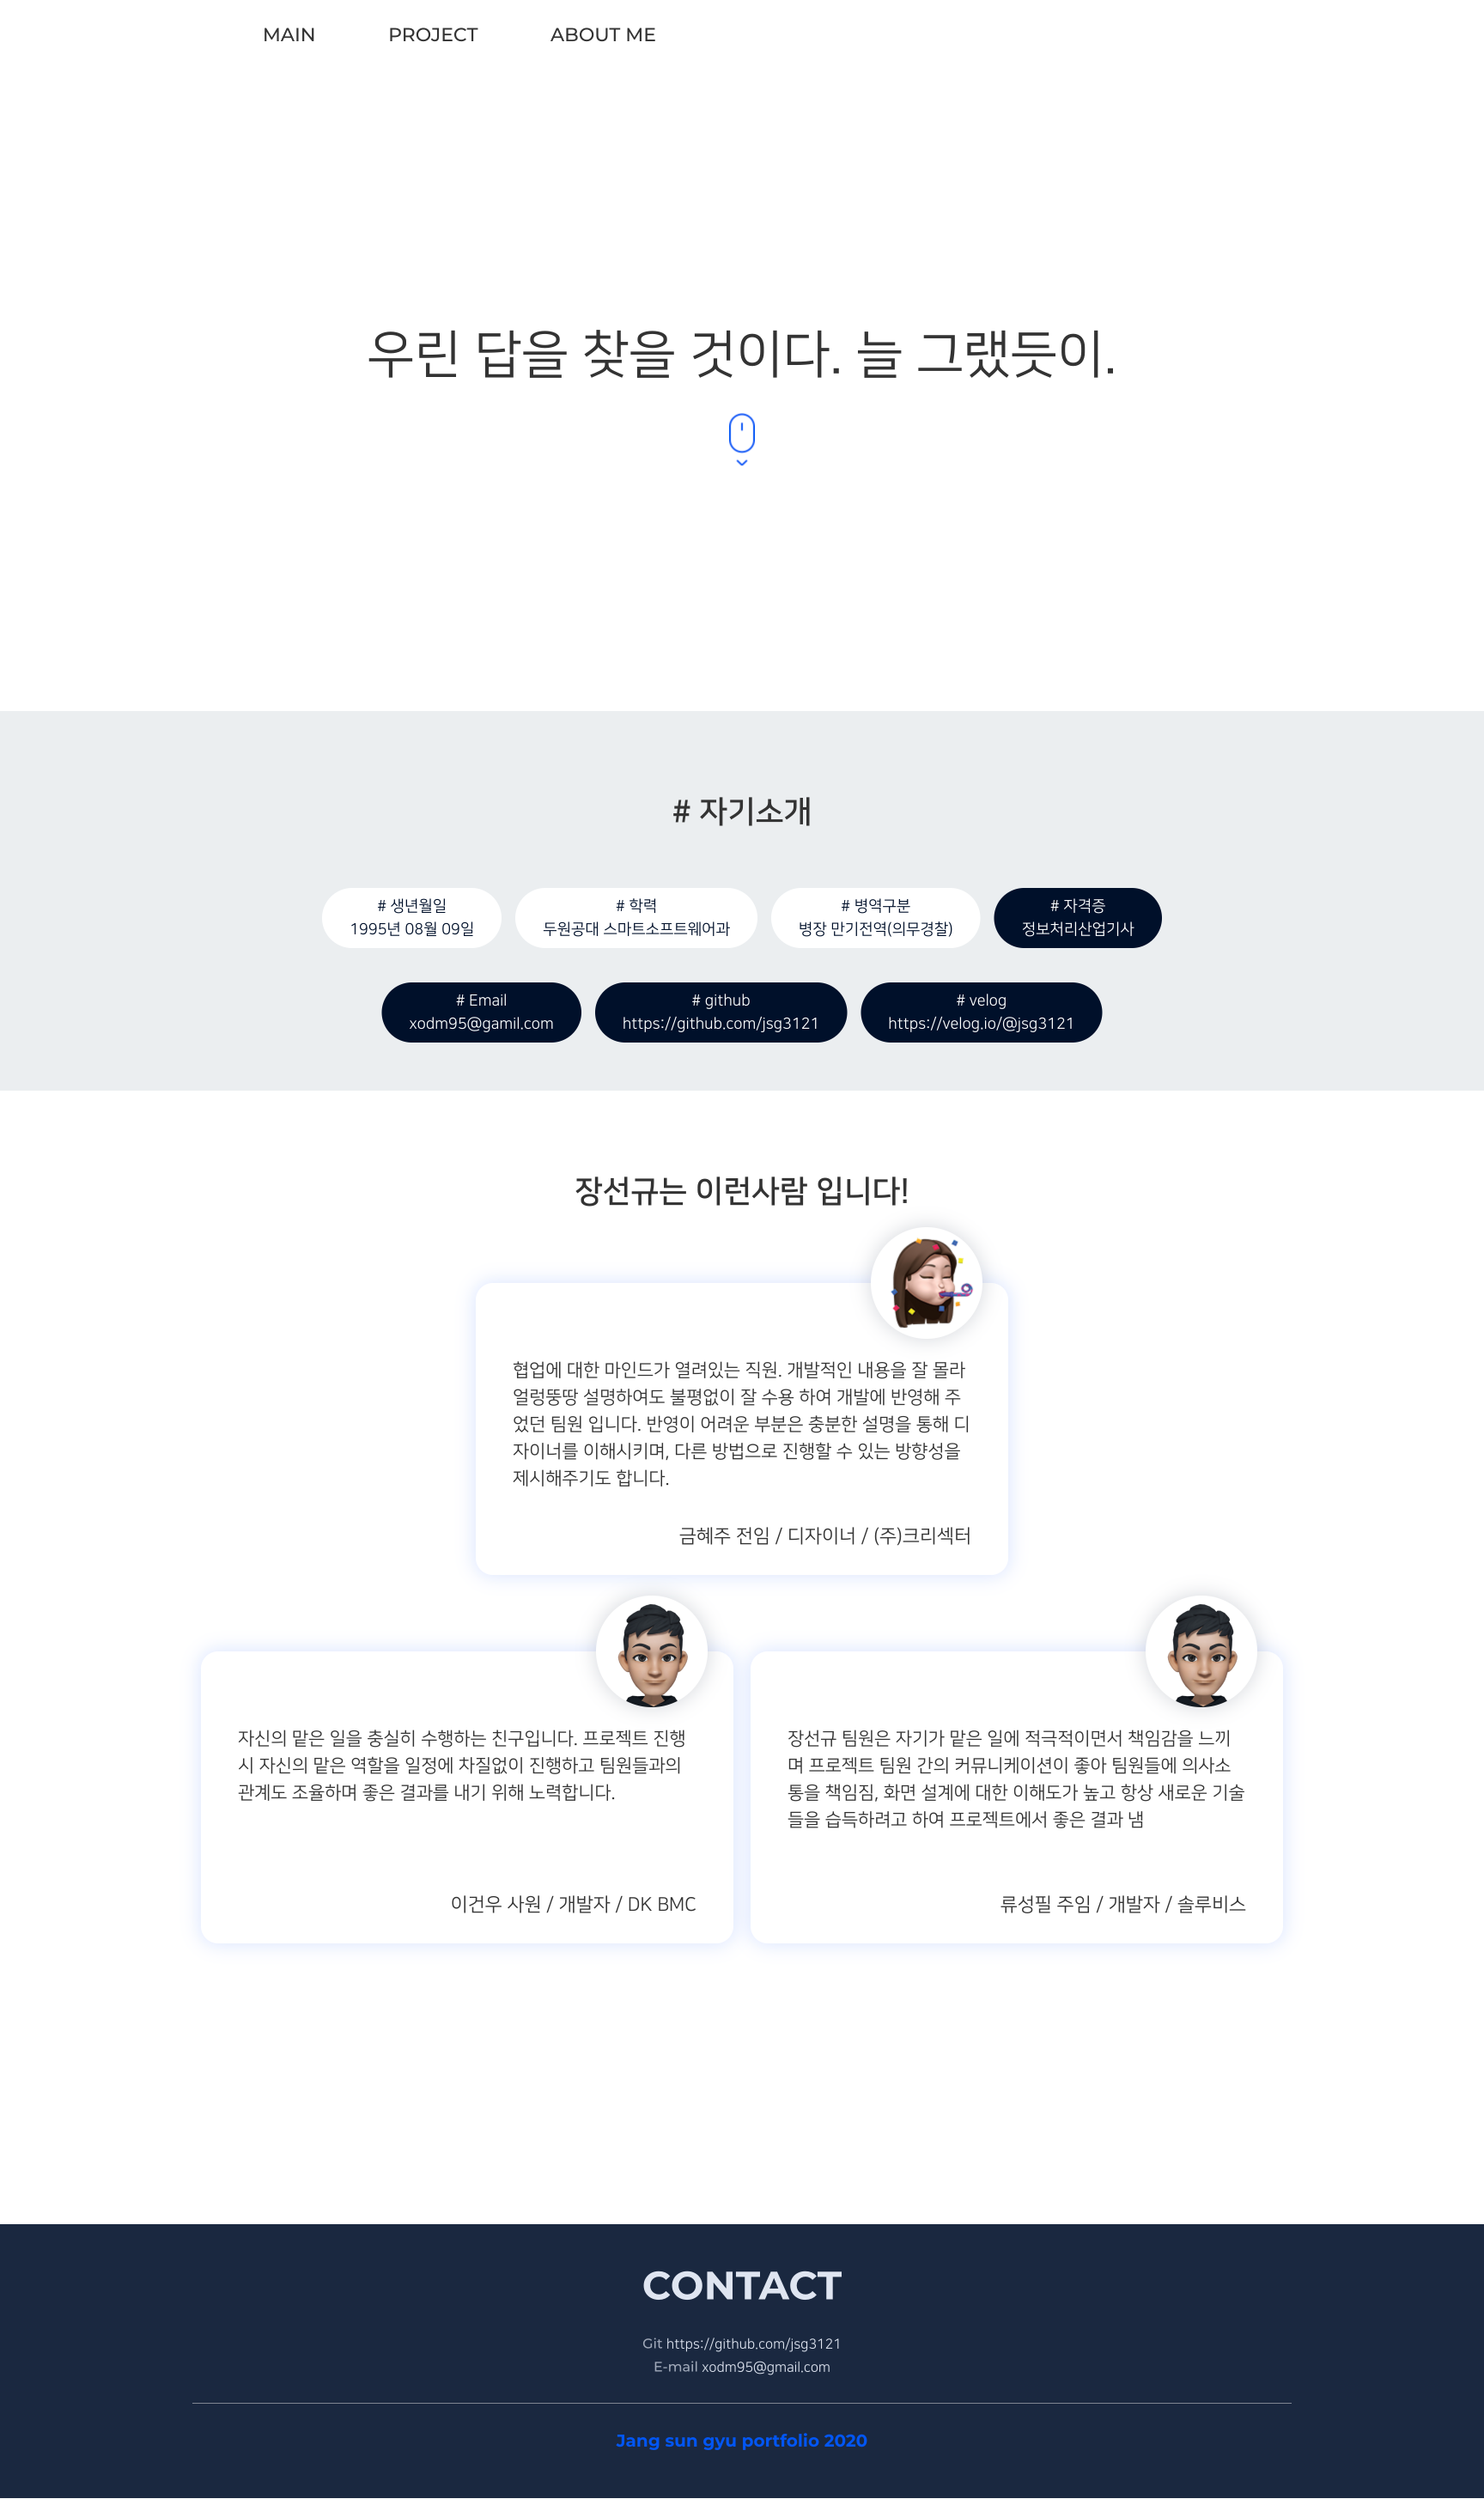 MAIN PROJECT ABOUT ME
우린 답을 찾을 것이다. 늘 그랬듯이.
# 자기소개
# 생년월일
1995년 08월 09일
# 학력
두원공대 스마트소프트웨어과
# 병역구분
병장 만기전역(의무경찰)
# 자격증
정보처리산업기사
# Email
xodm95@gamil.com
# github
https://github.com/jsg3121
# velog
https://velog.io/@jsg3121
장선규는 이런사람 입니다!
협업에 대한 마인드가 열려있는 직원. 개발적인 내용을 잘 몰라
얼렁뚱땅 설명하여도 불평없이 잘 수용 하여 개발에 반영해 주
었던 팀원 입니다. 반영이 어려운 부분은 충분한 설명을 통해 디
자이너를 이해시키며, 다른 방법으로 진행할 수 있는 방향성을
제시해주기도 합니다.
금혜주 전임 / 디자이너 / (주)크리섹터
자신의 맡은 일을 충실히 수행하는 친구입니다. 프로젝트 진행
시 자신의 맡은 역할을 일정에 차질없이 진행하고 팀원들과의
관계도 조율하며 좋은 결과를 내기 위해 노력합니다.
이건우 사원 / 개발자 / DK BMC
장선규 팀원은 자기가 맡은 일에 적극적이면서 책임감을 느끼
며 프로젝트 팀원 간의 커뮤니케이션이 좋아 팀원들에 의사소
통을 책임짐, 화면 설계에 대한 이해도가 높고 항상 새로운 기술
들을 습득하려고 하여 프로젝트에서 좋은 결과 냄
류성필 주임 / 개발자 / 솔루비스
CONTACT
Git https://github.com/jsg3121
E-mail xodm95@gmail.com
Jang sun gyu portfolio 2020